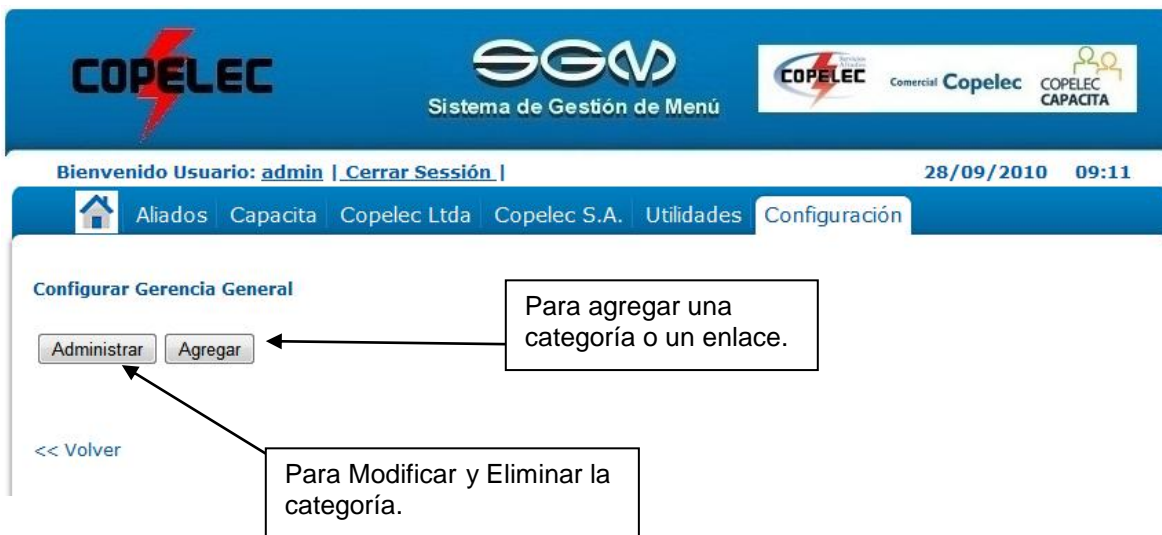 COPELEC
SGM
Sistema de Gestión de Menú
COPELEC
Comercial Copelec
COPELEC
CAPACITA
Bienvenido Usuario: admin | Cerrar Sessión |
28/09/2010 09:11
Aliados Capacita Copelec Ltda Copelec S.A. Utilidades Configuración
Configurar Gerencia General
Para agregar una
categoría o un enlace.
Administrar Agregar
<< Volver
Para Modificar y Eliminar la
categoría.